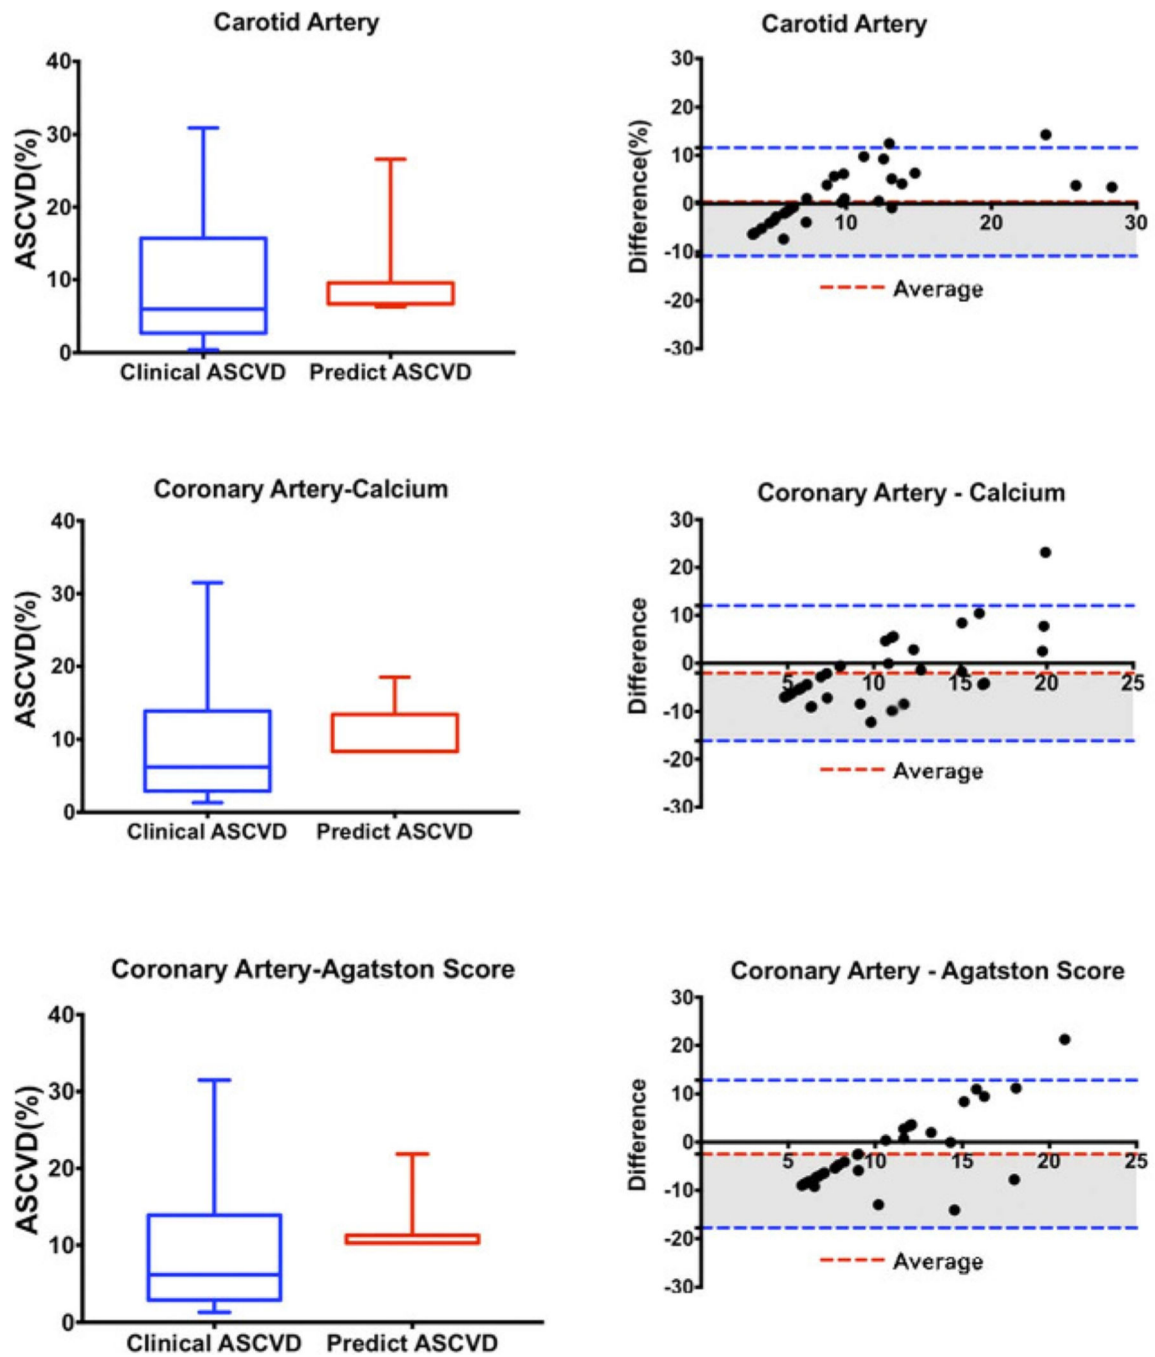 Carotid Artery
40
30
20
10
0
ASCVD(%)
Clinical ASCVD Predict ASCVD
Carotid Artery
30
20
10
0
-10
-20
-30
Difference(%)
10 20 30
Average
Coronary Artery-Calcium
40
30
20
10
0
ASCVD(%)
Clinical ASCVD Predict ASCVD
Coronary Artery - Calcium
30
20
10
0
-10
-20
-30
Difference
5 10 15 20 25
Average
Coronary Artery-Agatston Score
40
30
20
10
0
ASCVD(%)
Clinical ASCVD Predict ASCVD
Coronary Artery - Agatston Score
30
20
10
0
-10
-20
-30
Difference
5 10 15 20 25
Average